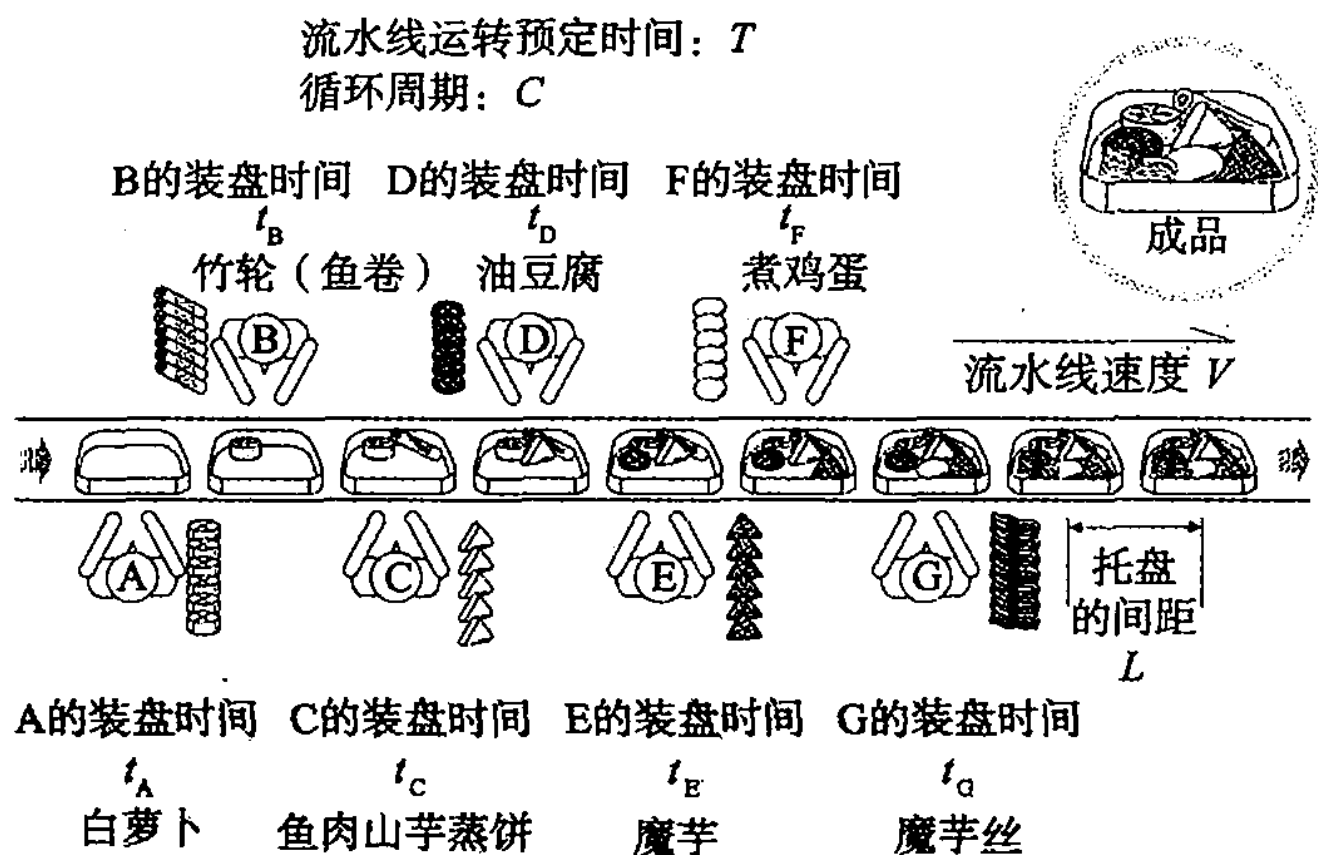 流水线运转预定时间：T
循环周期：C
B的装盘时间 D的装盘时间 F的装盘时间
t_B t_D t_F
竹轮（鱼卷） 油豆腐 煮鸡蛋
成品
B D F
流水线速度 V
A C E G
托盘
的间距
L
A的装盘时间 C的装盘时间 E的装盘时间 G的装盘时间
t_A t_C t_E t_G
白萝卜 鱼肉山芋蒸饼 魔芋 魔芋丝